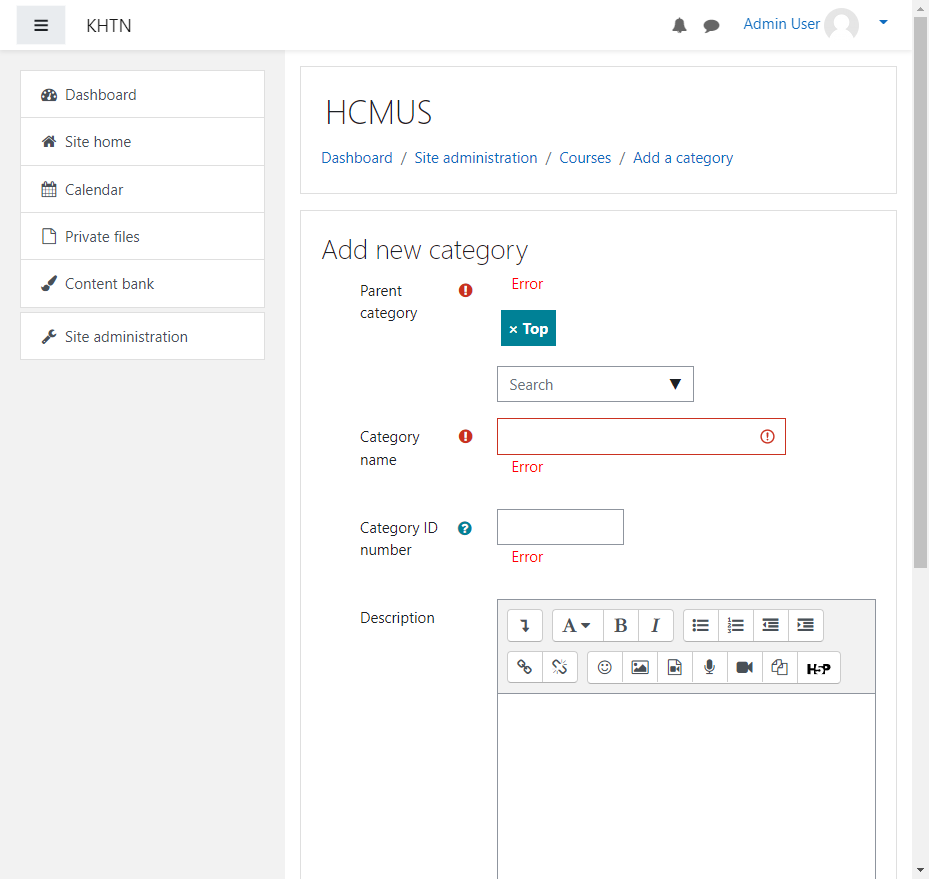 KHTN
Admin User
Dashboard
Site home
Calendar
Private files
Content bank
Site administration
HCMUS
Dashboard / Site administration / Courses / Add a category
Add new category
Parent category
Error
× Top
Search
Category name
Error
Category ID number
Error
Description
A
B
I
H5P